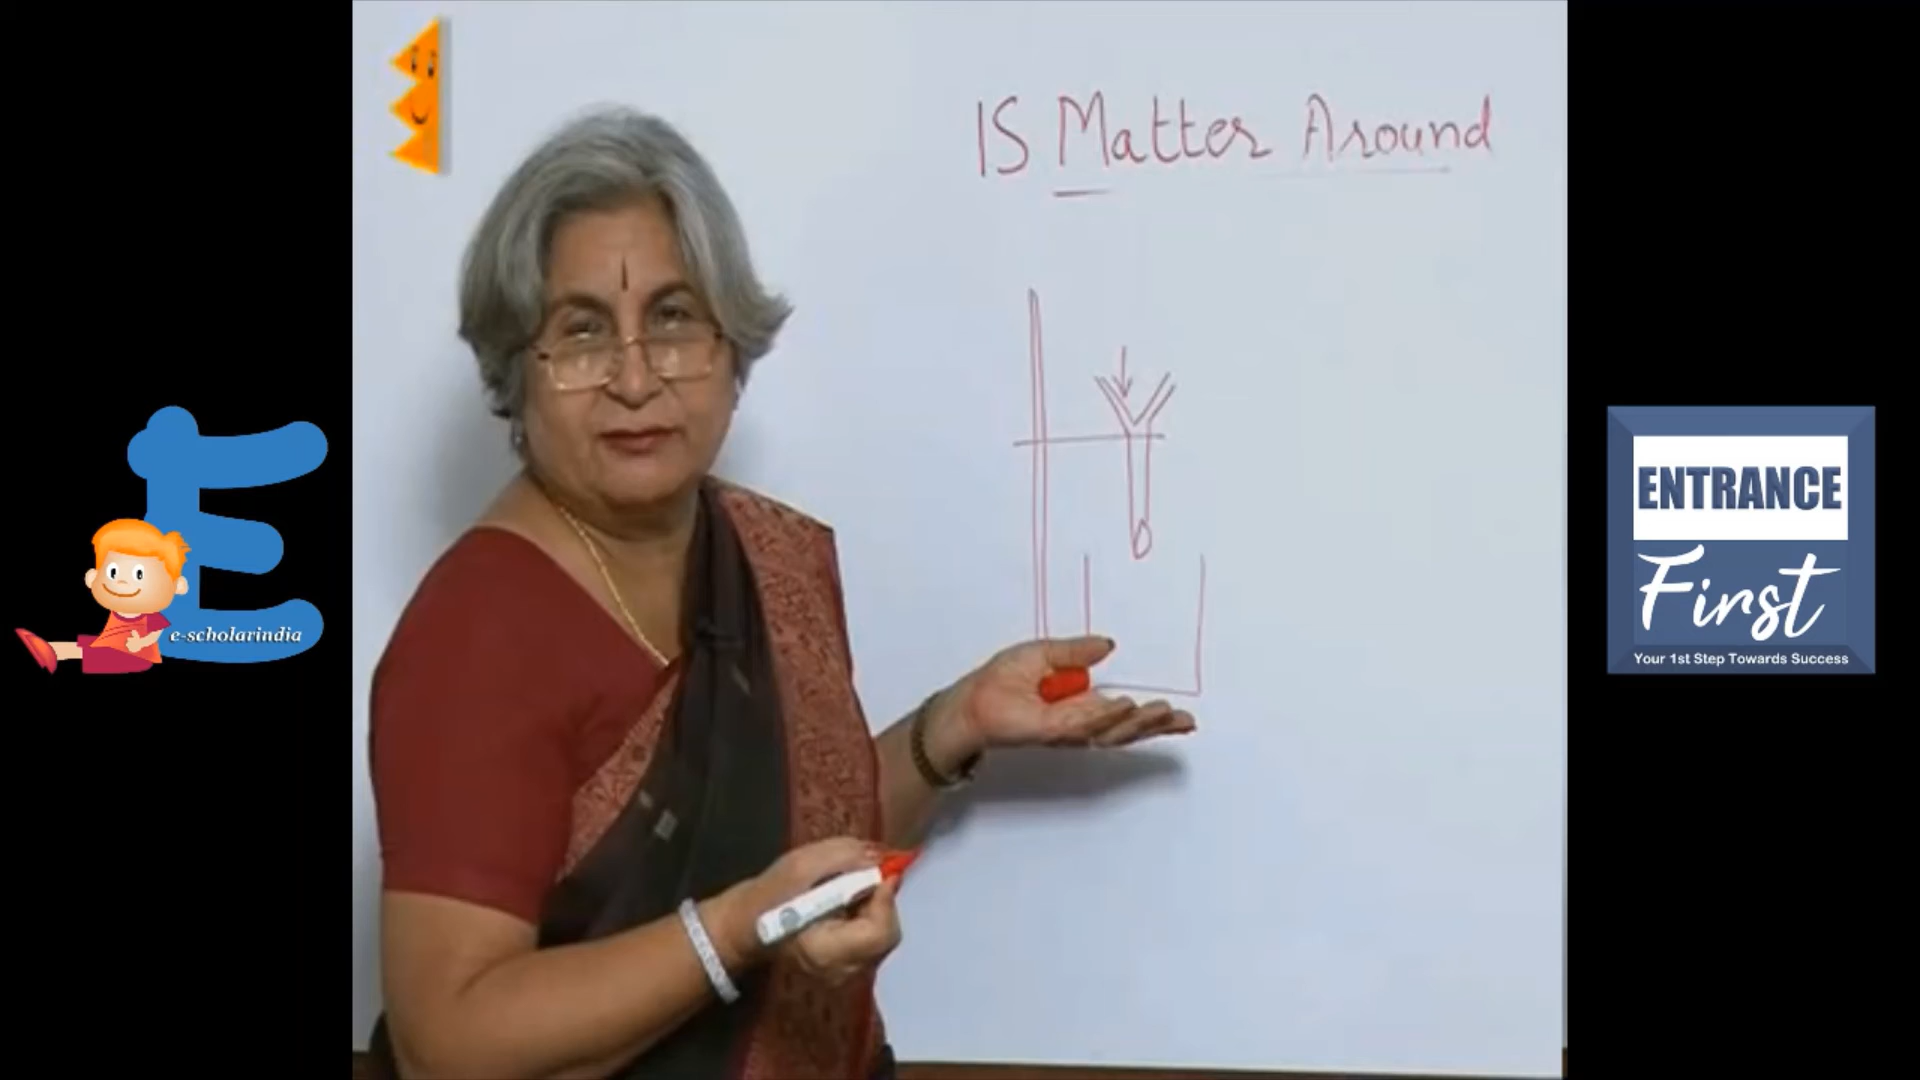 IS Matter Around
e-scholarindia
ENTRANCE
First
Your 1st Step Towards Success